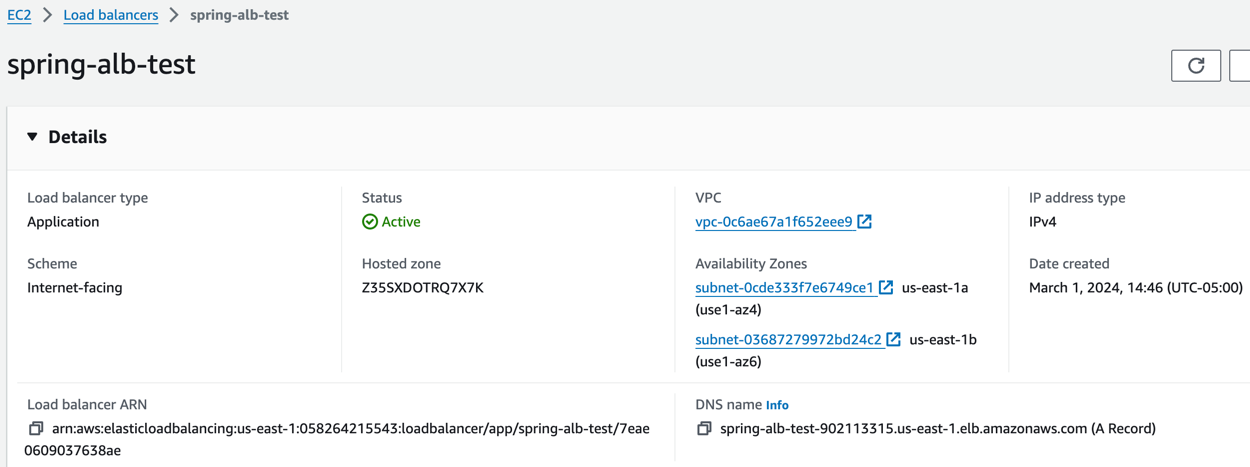 EC2 > Load balancers > spring-alb-test
spring-alb-test
Details
Load balancer type
Application
Status
Active
VPC
vpc-0c6ae67a1f652eee9
IP address type
IPv4
Scheme
Internet-facing
Hosted zone
Z35SXDOTRQ7X7K
Availability Zones
subnet-0cde333f7e6749ce1 us-east-1a
(use1-az4)
subnet-03687279972bd24c2 us-east-1b
(use1-az6)
Date created
March 1, 2024, 14:46 (UTC-05:00)
Load balancer ARN
arn:aws:elasticloadbalancing:us-east-1:058264215543:loadbalancer/app/spring-alb-test/7eae
0609037638ae
DNS name Info
spring-alb-test-902113315.us-east-1.elb.amazonaws.com (A Record)